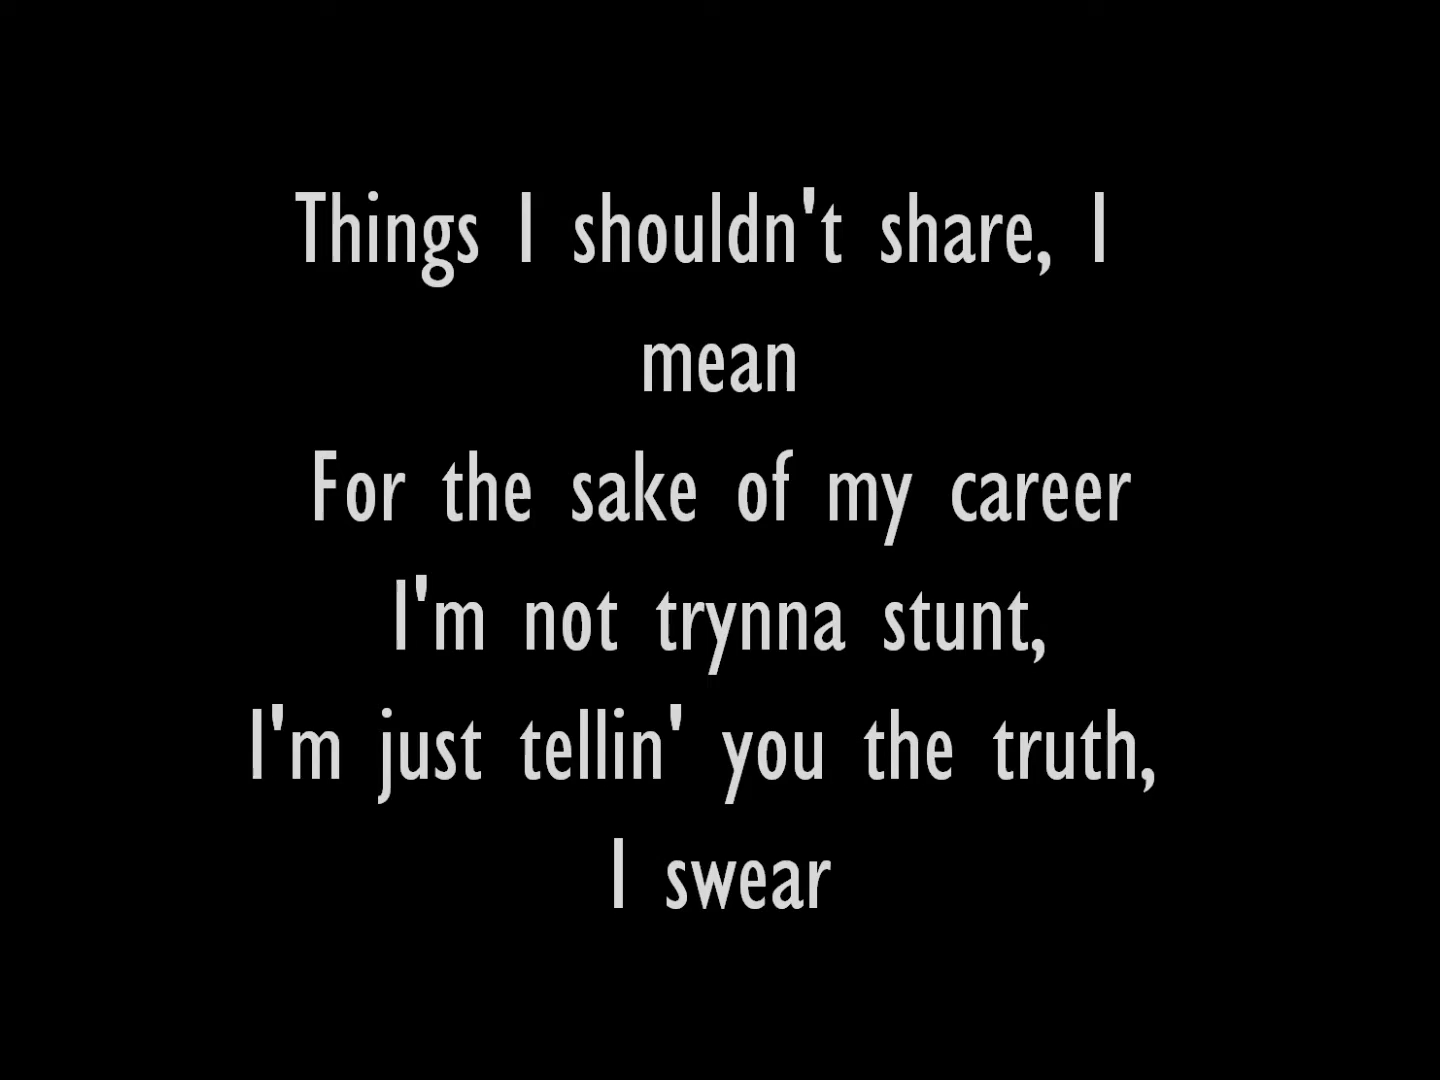 Things I shouldn't share, I
mean
For the sake of my career
I'm not trynna stunt,
I'm just tellin' you the truth,
I swear